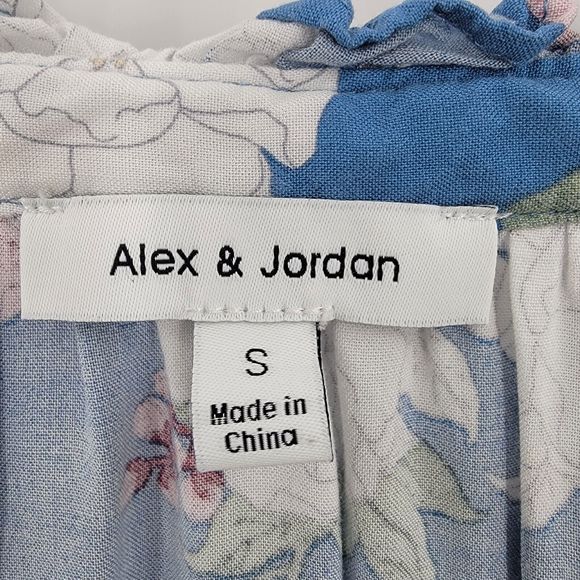 Alex & Jordan
S
Made in
China